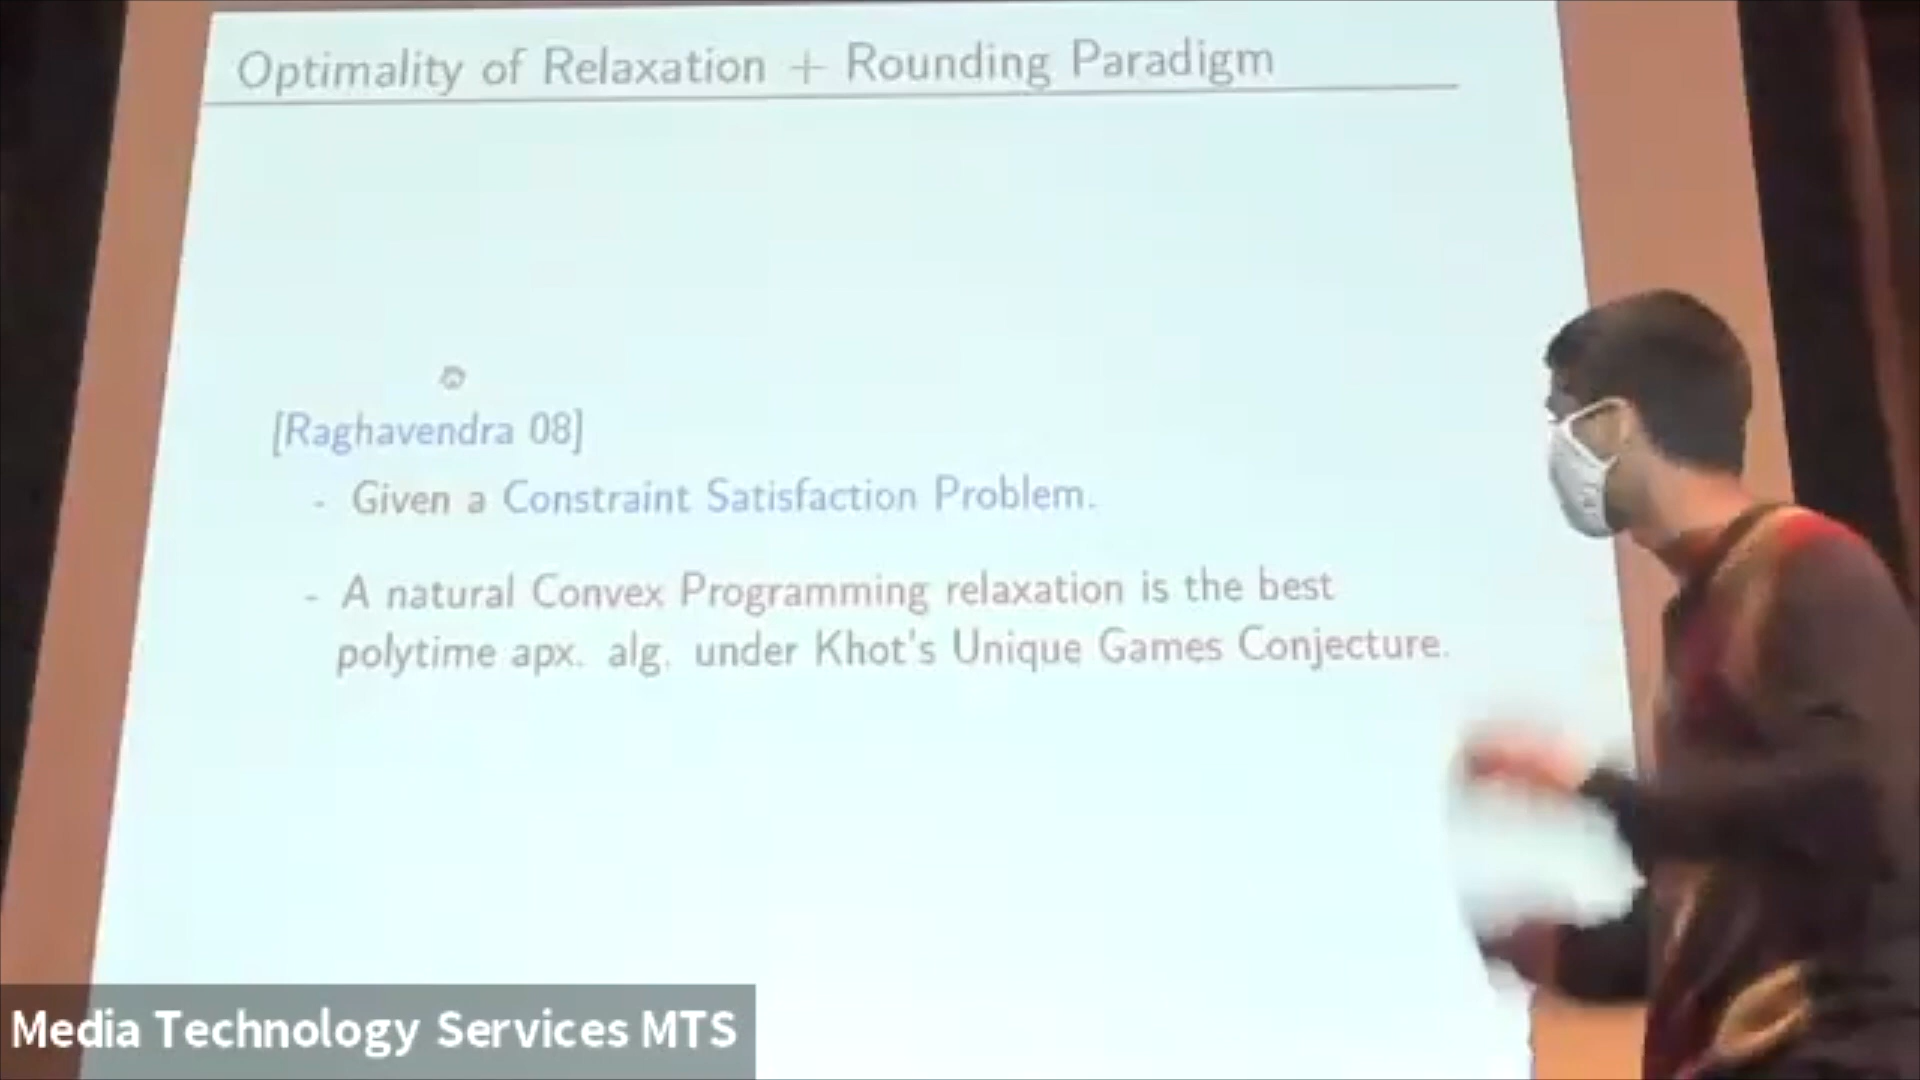 Optimality of Relaxation + Rounding Paradigm
[Raghavendra 08]
- Given a Constraint Satisfaction Problem.
- A natural Convex Programming relaxation is the best
polytime apx. alg. under Khot's Unique Games Conjecture.
Media Technology Services MTS